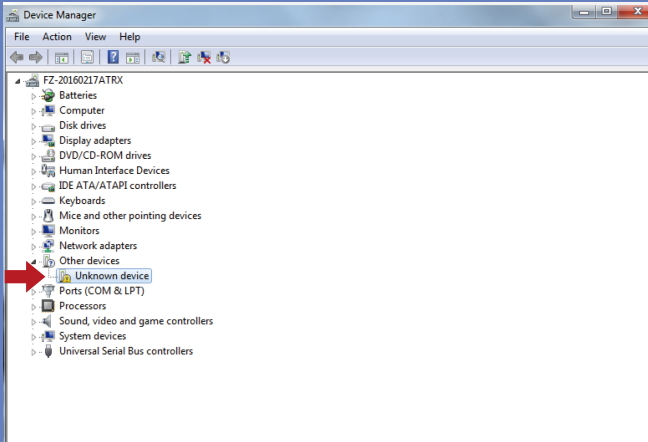 Device Manager
File Action View Help
FZ-20160217ATRX
Batteries
Computer
Disk drives
Display adapters
DVD/CD-ROM drives
Human Interface Devices
IDE ATA/ATAPI controllers
Keyboards
Mice and other pointing devices
Monitors
Network adapters
Other devices
Unknown device
Ports (COM & LPT)
Processors
Sound, video and game controllers
System devices
Universal Serial Bus controllers